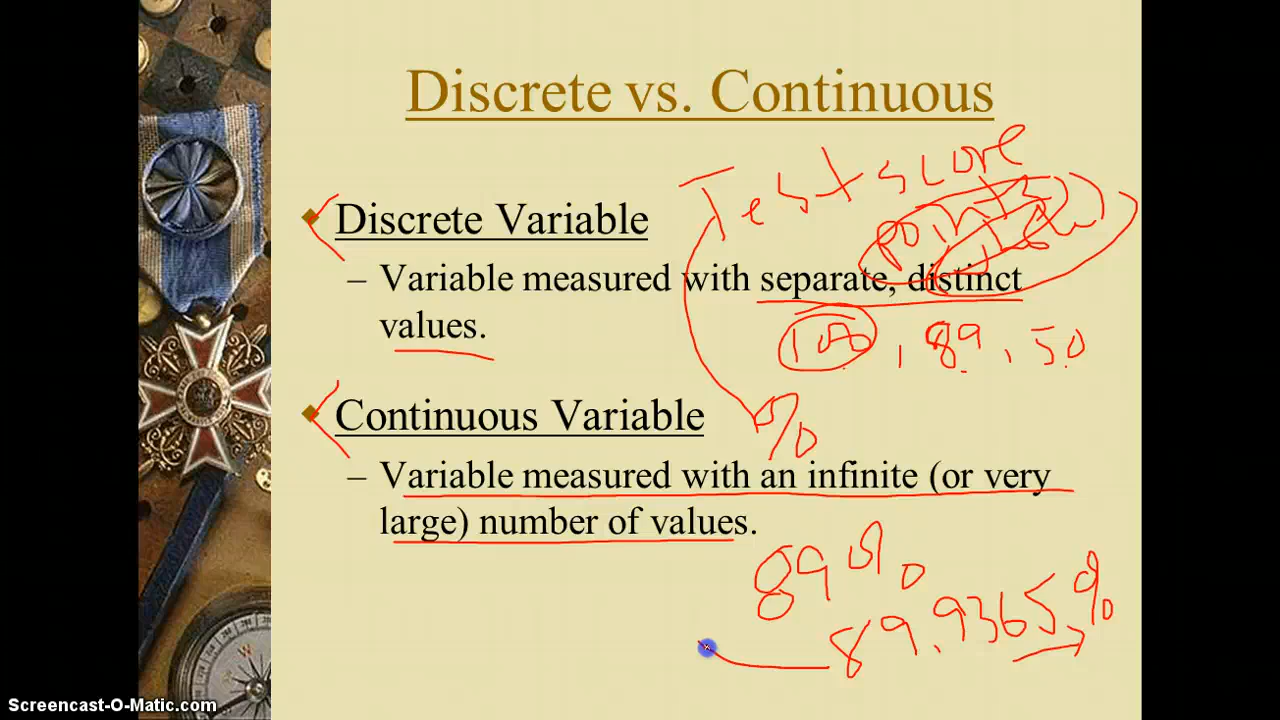 Discrete vs. Continuous
Test score
points
Discrete Variable
– Variable measured with separate, distinct
values.
100, 89, 50
Continuous Variable
%
– Variable measured with an infinite (or very
large) number of values.
89%
89.9365%
Screencast-O-Matic.com